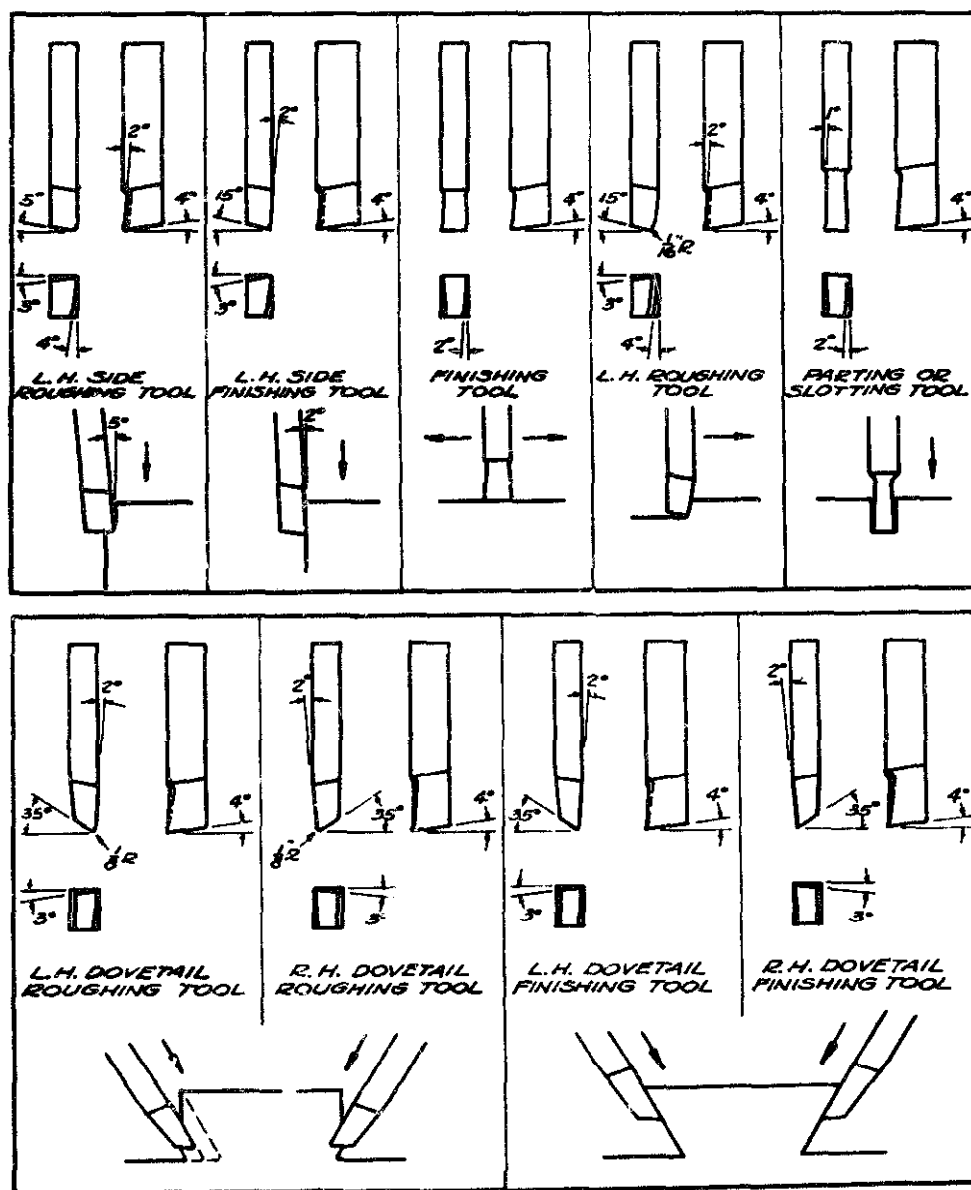 2°
5°
4°
3°
4°
L.H. SIDE
ROUGHING TOOL
5°
2°
15°
4°
3°
L.H. SIDE
FINISHING TOOL
2°
4°
2°
FINISHING
TOOL
2°
15°
4°
1/16"R
3°
4°
L.H. ROUGHING
TOOL
1°
4°
2°
PARTING OR
SLOTTING TOOL
2°
35°
4°
1/8"R
3°
L.H. DOVETAIL
ROUGHING TOOL
2°
35°
4°
1/8"R
3°
R.H. DOVETAIL
ROUGHING TOOL
2°
35°
4°
3°
L.H. DOVETAIL
FINISHING TOOL
2°
35°
4°
3°
R.H. DOVETAIL
FINISHING TOOL